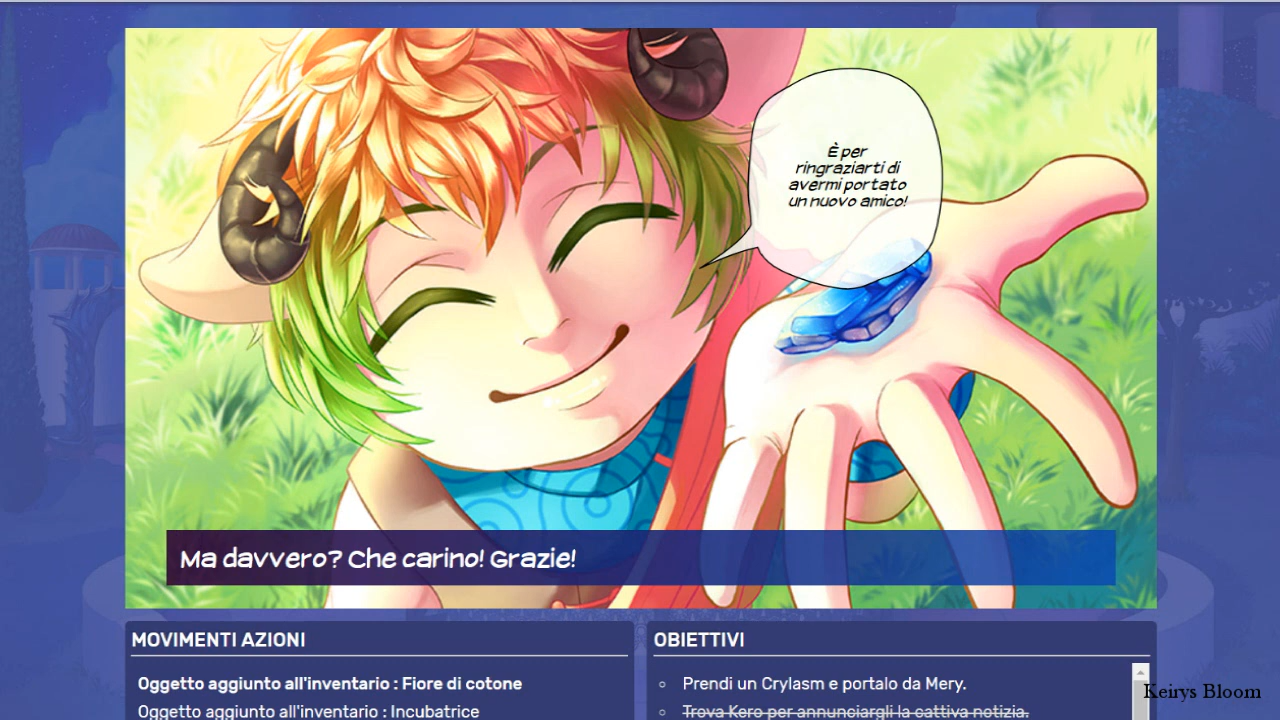 È per
ringraziarti di
avermi portato
un nuovo amico!
Ma davvero? Che carino! Grazie!
MOVIMENTI AZIONI
Oggetto aggiunto all'inventario : Fiore di cotone
Oggetto aggiunto all'inventario : Incubatrice
OBIETTIVI
Prendi un Crylasm e portalo da Mery.
Trova Kero per annunciargli la cattiva notizia.
Keirys Bloom